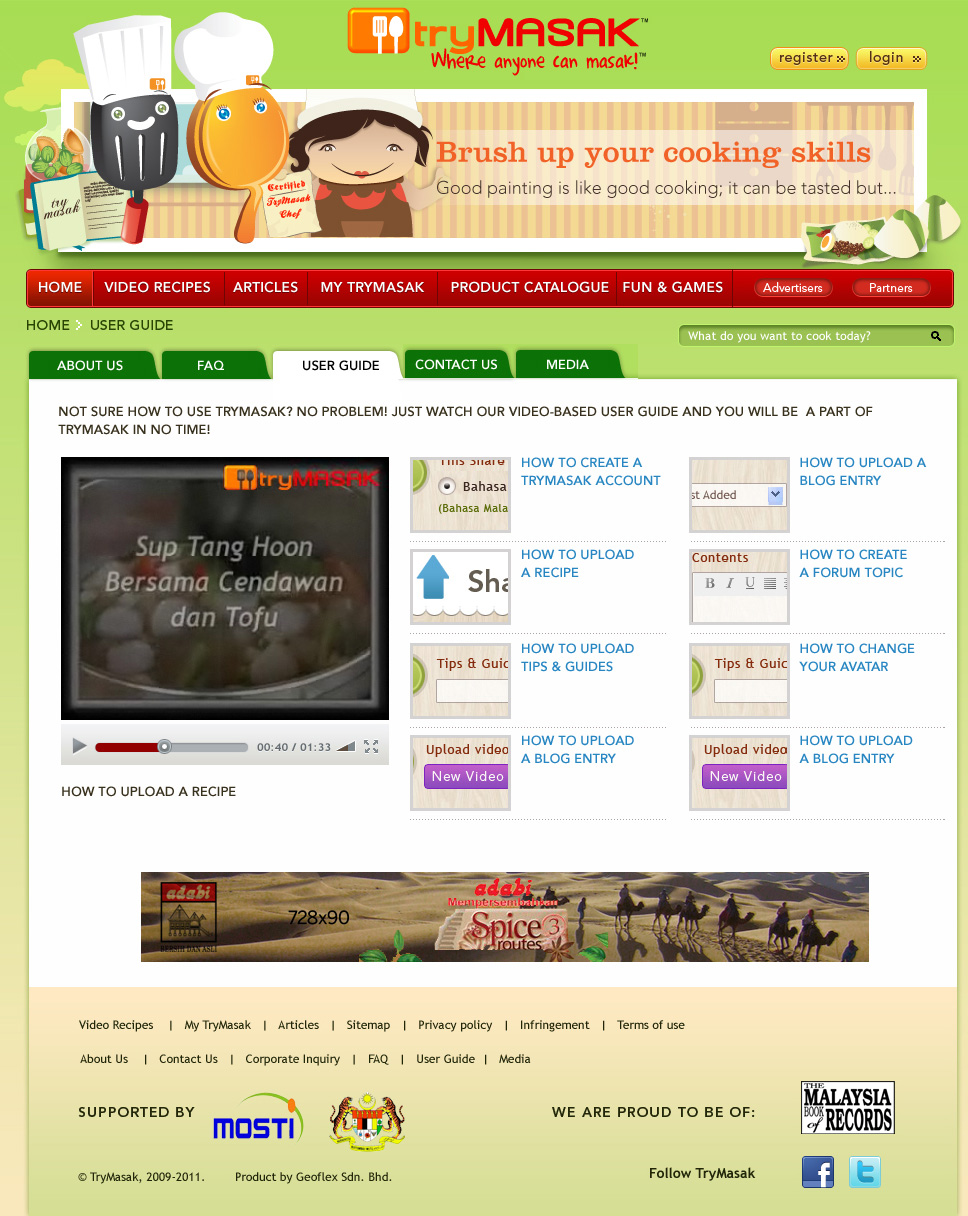 tryMASAK™
Where anyone can masak!™
register
login
try masak
Certified
TryMasak
Chef
Brush up your cooking skills
Good painting is like good cooking; it can be tasted but...
HOME VIDEO RECIPES ARTICLES MY TRYMASAK PRODUCT CATALOGUE FUN & GAMES Advertisers Partners
HOME USER GUIDE
What do you want to cook today?
ABOUT US FAQ USER GUIDE CONTACT US MEDIA
NOT SURE HOW TO USE TRYMASAK? NO PROBLEM! JUST WATCH OUR VIDEO-BASED USER GUIDE AND YOU WILL BE A PART OF
TRYMASAK IN NO TIME!
tryMASAK
Sup Tang Hoon
Bersama Cendawan
dan Tofu
00:40 / 01:33
HOW TO UPLOAD A RECIPE
This Share
Bahasa
(Bahasa Mala
HOW TO CREATE A
TRYMASAK ACCOUNT
st Added
HOW TO UPLOAD A
BLOG ENTRY
Sha
HOW TO UPLOAD
A RECIPE
Contents
B I U
HOW TO CREATE
A FORUM TOPIC
Tips & Guid
HOW TO UPLOAD
TIPS & GUIDES
Tips & Guid
HOW TO CHANGE
YOUR AVATAR
Upload video
New Video
HOW TO UPLOAD
A BLOG ENTRY
Upload video
New Video
HOW TO UPLOAD
A BLOG ENTRY
adabi
BERSIH DAN ASLI
728x90
adabi
Mempersembahkan
Spice 3
routes
Video Recipes | My TryMasak | Articles | Sitemap | Privacy policy | Infringement | Terms of use
About Us | Contact Us | Corporate Inquiry | FAQ | User Guide | Media
SUPPORTED BY
MOSTI
WE ARE PROUD TO BE OF:
THE
MALAYSIA
BOOK of RECORDS
© TryMasak, 2009-2011. Product by Geoflex Sdn. Bhd.
Follow TryMasak
f
t